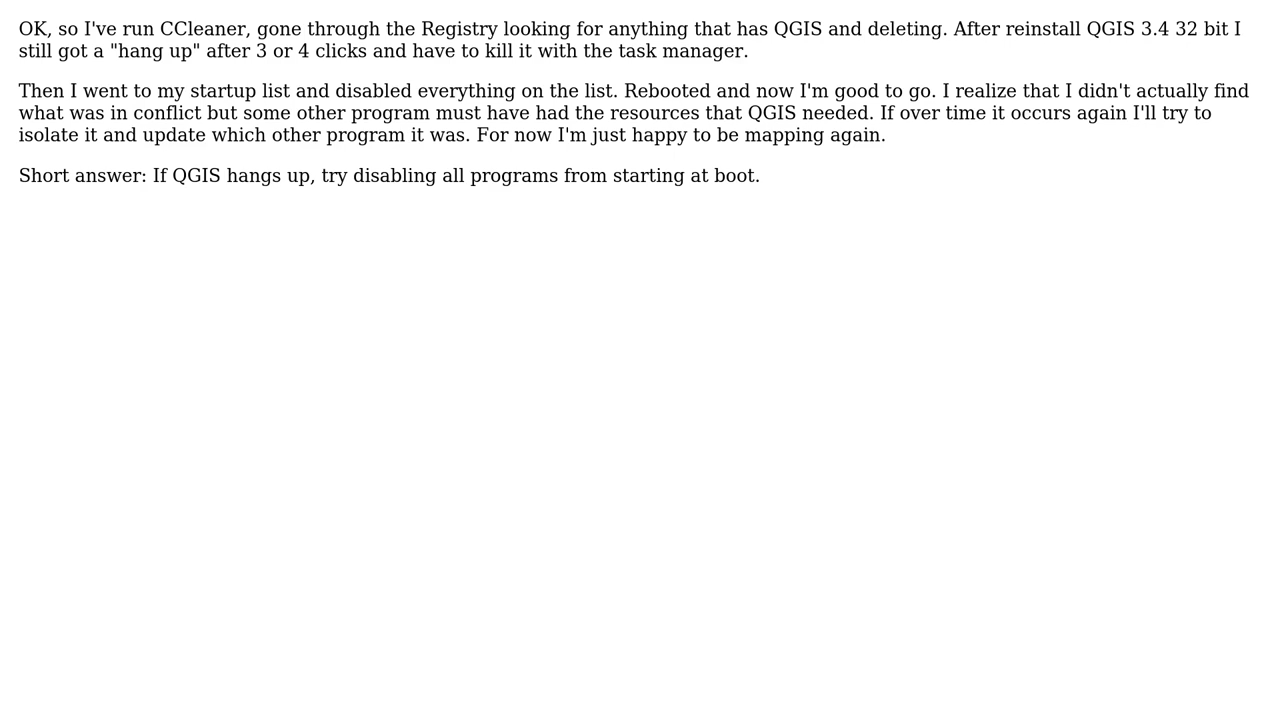 OK, so I've run CCleaner, gone through the Registry looking for anything that has QGIS and deleting. After reinstall QGIS 3.4 32 bit I
still got a "hang up" after 3 or 4 clicks and have to kill it with the task manager.
Then I went to my startup list and disabled everything on the list. Rebooted and now I'm good to go. I realize that I didn't actually find
what was in conflict but some other program must have had the resources that QGIS needed. If over time it occurs again I'll try to
isolate it and update which other program it was. For now I'm just happy to be mapping again.
Short answer: If QGIS hangs up, try disabling all programs from starting at boot.